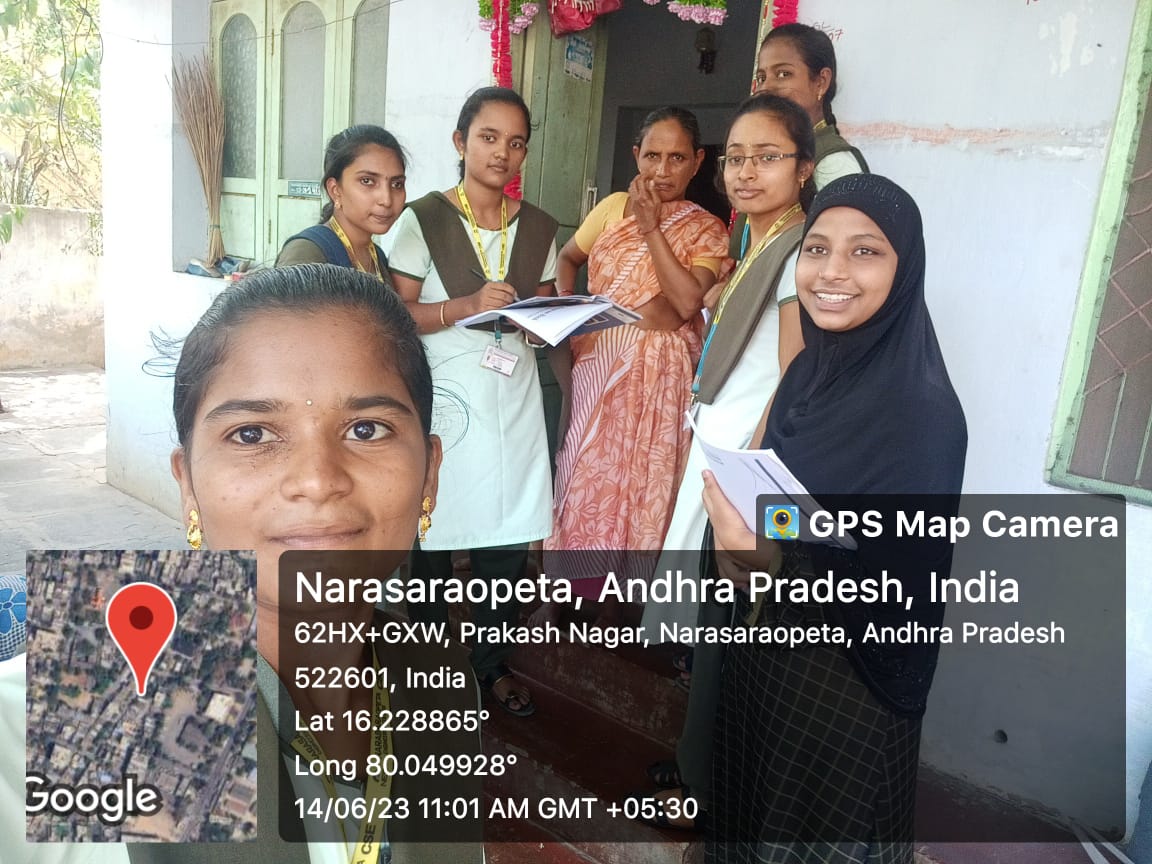 GPS Map Camera
Narasaraopeta, Andhra Pradesh, India
62HX+GXW, Prakash Nagar, Narasaraopeta, Andhra Pradesh
522601, India
Lat 16.228865°
Long 80.049928°
14/06/23 11:01 AM GMT +05:30
Google
CSE